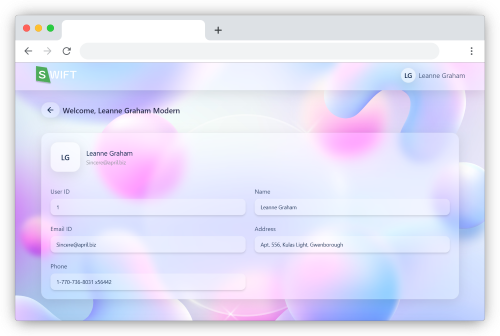 SWIFT
LG Leanne Graham
Welcome, Leanne Graham Modern
LG
Leanne Graham
Sincere@april.biz
User ID
Name
1
Leanne Graham
Email ID
Address
Sincere@april.biz
Apt. 556, Kulas Light, Gwenborough
Phone
1-770-736-8031 x56442